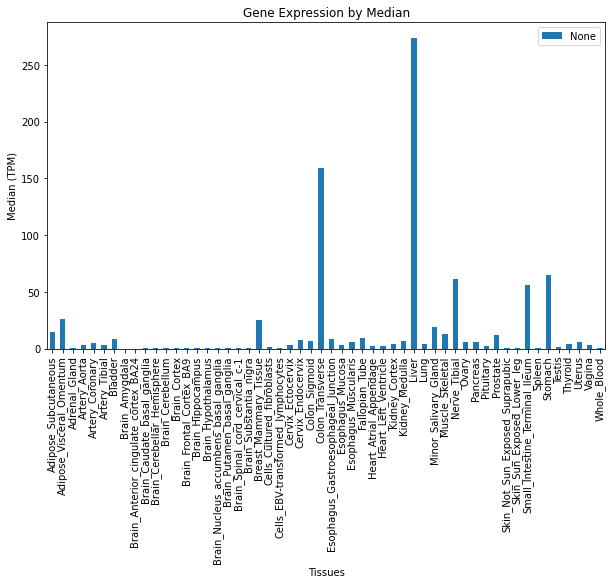 Gene Expression by Median
None
Median (TPM)
250
200
150
100
50
0
Adipose_Subcutaneous
Adipose_Visceral_Omentum
Adrenal_Gland
Artery_Aorta
Artery_Coronary
Artery_Tibial
Bladder
Brain_Amygdala
Brain_Anterior_cingulate_cortex_BA24
Brain_Caudate_basal_ganglia
Brain_Cerebellar_Hemisphere
Brain_Cerebellum
Brain_Cortex
Brain_Frontal_Cortex_BA9
Brain_Hippocampus
Brain_Hypothalamus
Brain_Nucleus_accumbens_basal_ganglia
Brain_Putamen_basal_ganglia
Brain_Spinal_cord_cervical_c-1
Brain_Substantia_nigra
Breast_Mammary_Tissue
Cells_Cultured_fibroblasts
Cells_EBV-transformed_lymphocytes
Cervix_Ectocervix
Cervix_Endocervix
Colon_Sigmoid
Colon_Transverse
Esophagus_Gastroesophageal_Junction
Esophagus_Mucosa
Esophagus_Muscularis
Fallopian_Tube
Heart_Atrial_Appendage
Heart_Left_Ventricle
Kidney_Cortex
Kidney_Medulla
Liver
Lung
Minor_Salivary_Gland
Muscle_Skeletal
Nerve_Tibial
Ovary
Pancreas
Pituitary
Prostate
Skin_Not_Sun_Exposed_Suprapubic
Skin_Sun_Exposed_Lower_leg
Small_Intestine_Terminal_Ileum
Spleen
Stomach
Testis
Thyroid
Uterus
Vagina
Whole_Blood
Tissues